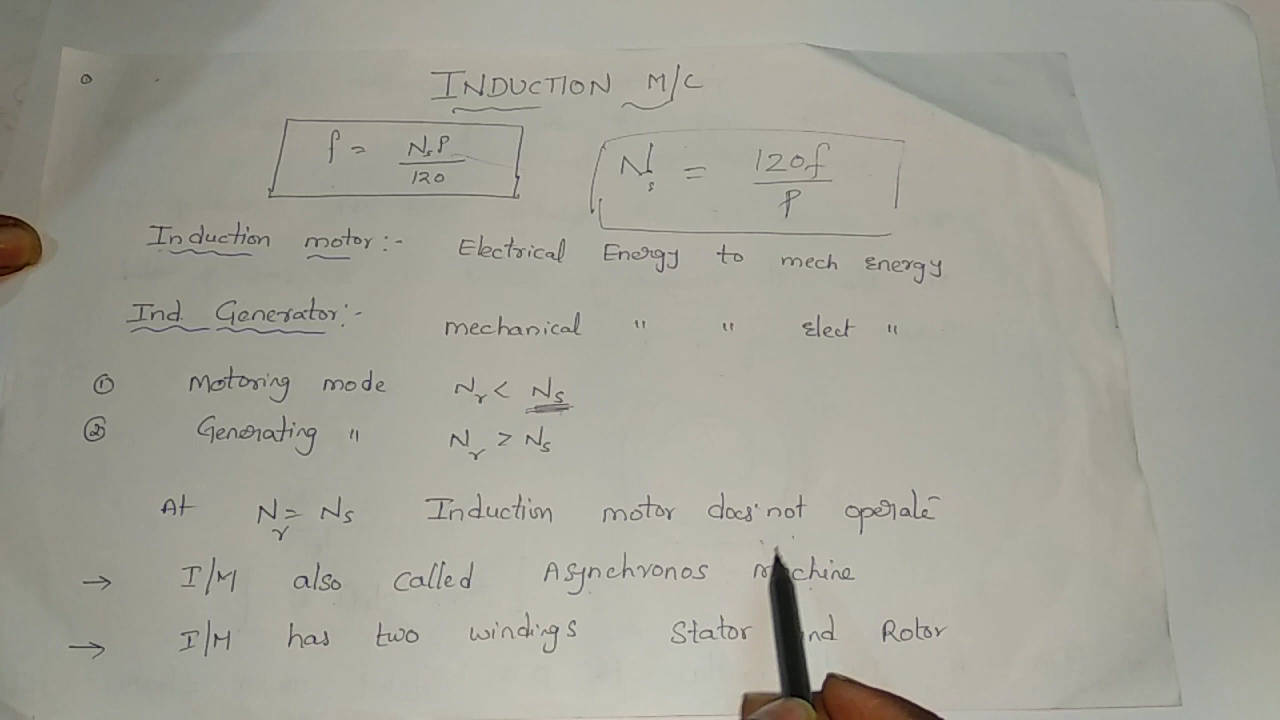 INDUCTION M/C
f = NsP / 120
Ns = 120f / P
Induction motor:- Electrical Energy to mech Energy
Ind. Generator:- mechanical " " Elect "
① Motoring mode Nr < Ns
② Generating " Nr > Ns
At Nr = Ns Induction motor does not operate
→ I/M also called Asynchronos Machine
→ I/M has two windings Stator and Rotor